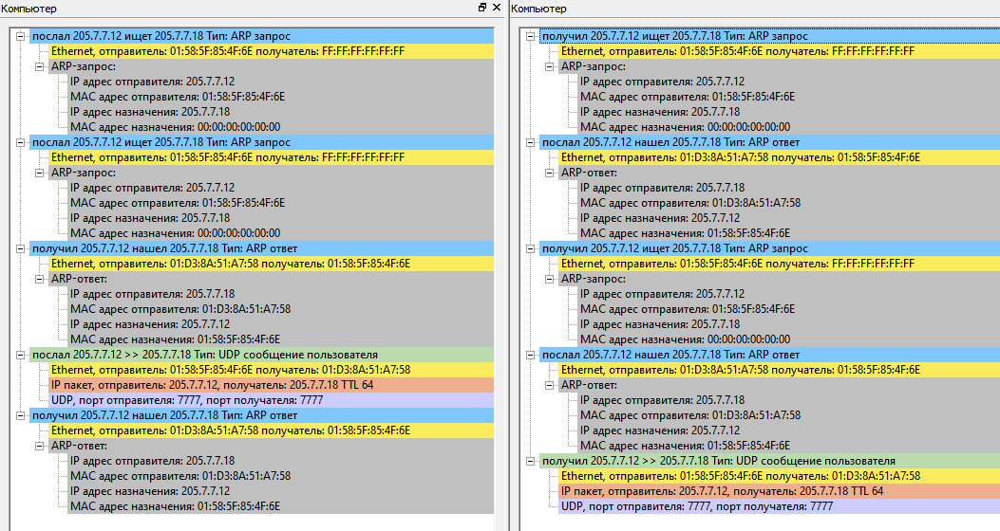 Компьютер
послал 205.7.7.12 ищет 205.7.7.18 Тип: ARP запрос
Ethernet, отправитель: 01:58:5F:85:4F:6E получатель: FF:FF:FF:FF:FF:FF
ARP-запрос:
IP адрес отправителя: 205.7.7.12
MAC адрес отправителя: 01:58:5F:85:4F:6E
IP адрес назначения: 205.7.7.18
MAC адрес назначения: 00:00:00:00:00:00
послал 205.7.7.12 ищет 205.7.7.18 Тип: ARP запрос
Ethernet, отправитель: 01:58:5F:85:4F:6E получатель: FF:FF:FF:FF:FF:FF
ARP-запрос:
IP адрес отправителя: 205.7.7.12
MAC адрес отправителя: 01:58:5F:85:4F:6E
IP адрес назначения: 205.7.7.18
MAC адрес назначения: 00:00:00:00:00:00
получил 205.7.7.12 нашел 205.7.7.18 Тип: ARP ответ
Ethernet, отправитель: 01:D3:8A:51:A7:58 получатель: 01:58:5F:85:4F:6E
ARP-ответ:
IP адрес отправителя: 205.7.7.18
MAC адрес отправителя: 01:D3:8A:51:A7:58
IP адрес назначения: 205.7.7.12
MAC адрес назначения: 01:58:5F:85:4F:6E
послал 205.7.7.12 >> 205.7.7.18 Тип: UDP сообщение пользователя
Ethernet, отправитель: 01:58:5F:85:4F:6E получатель: 01:D3:8A:51:A7:58
IP пакет, отправитель: 205.7.7.12, получатель: 205.7.7.18 TTL 64
UDP, порт отправителя: 7777, порт получателя: 7777
получил 205.7.7.12 нашел 205.7.7.18 Тип: ARP ответ
Ethernet, отправитель: 01:D3:8A:51:A7:58 получатель: 01:58:5F:85:4F:6E
ARP-ответ:
IP адрес отправителя: 205.7.7.18
MAC адрес отправителя: 01:D3:8A:51:A7:58
IP адрес назначения: 205.7.7.12
MAC адрес назначения: 01:58:5F:85:4F:6E
Компьютер
получил 205.7.7.12 ищет 205.7.7.18 Тип: ARP запрос
Ethernet, отправитель: 01:58:5F:85:4F:6E получатель: FF:FF:FF:FF:FF:FF
ARP-запрос:
IP адрес отправителя: 205.7.7.12
MAC адрес отправителя: 01:58:5F:85:4F:6E
IP адрес назначения: 205.7.7.18
MAC адрес назначения: 00:00:00:00:00:00
послал 205.7.7.12 нашел 205.7.7.18 Тип: ARP ответ
Ethernet, отправитель: 01:D3:8A:51:A7:58 получатель: 01:58:5F:85:4F:6E
ARP-ответ:
IP адрес отправителя: 205.7.7.18
MAC адрес отправителя: 01:D3:8A:51:A7:58
IP адрес назначения: 205.7.7.12
MAC адрес назначения: 01:58:5F:85:4F:6E
получил 205.7.7.12 ищет 205.7.7.18 Тип: ARP запрос
Ethernet, отправитель: 01:58:5F:85:4F:6E получатель: FF:FF:FF:FF:FF:FF
ARP-запрос:
IP адрес отправителя: 205.7.7.12
MAC адрес отправителя: 01:58:5F:85:4F:6E
IP адрес назначения: 205.7.7.18
MAC адрес назначения: 00:00:00:00:00:00
послал 205.7.7.12 нашел 205.7.7.18 Тип: ARP ответ
Ethernet, отправитель: 01:D3:8A:51:A7:58 получатель: 01:58:5F:85:4F:6E
ARP-ответ:
IP адрес отправителя: 205.7.7.18
MAC адрес отправителя: 01:D3:8A:51:A7:58
IP адрес назначения: 205.7.7.12
MAC адрес назначения: 01:58:5F:85:4F:6E
получил 205.7.7.12 >> 205.7.7.18 Тип: UDP сообщение пользователя
Ethernet, отправитель: 01:58:5F:85:4F:6E получатель: 01:D3:8A:51:A7:58
IP пакет, отправитель: 205.7.7.12, получатель: 205.7.7.18 TTL 64
UDP, порт отправителя: 7777, порт получателя: 7777